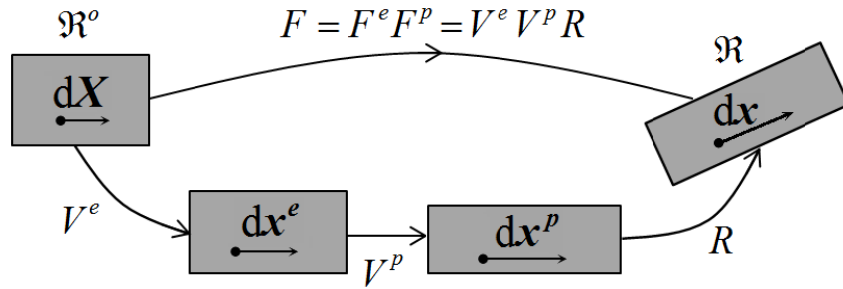 ℜᵒ
F = FᵉFᵖ = VᵉVᵖR
ℜ
dX
dx
Vᵉ
dxᵉ
Vᵖ
dxᵖ
R